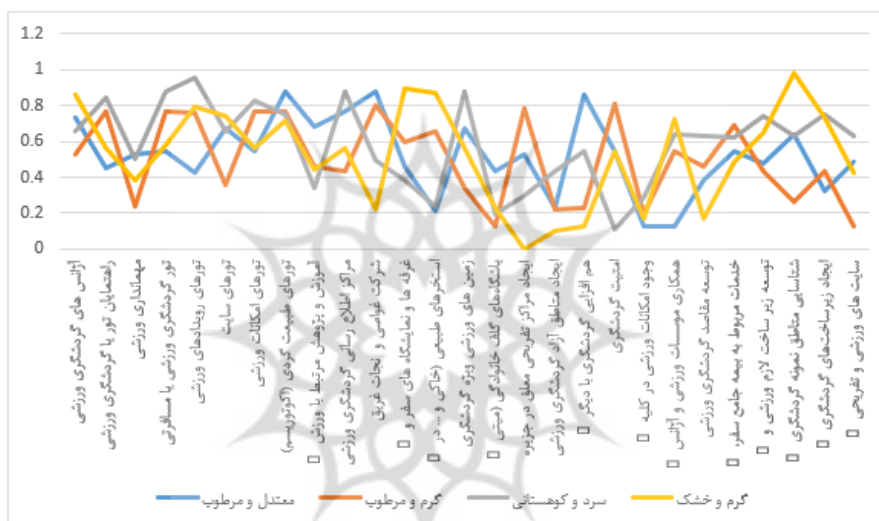 1.2
1
0.8
0.6
0.4
0.2
0
آژانس های گردشگری ورزشی
راهنمایان تور یا گردشگری ورزشی
مهمانداری ورزشی
تور گردشگری ورزشی یا مسافرتی
تورهای رویدادهای ورزشی
تورهای سایت
تورهای امکانات ورزشی
تورهای طبیعت گردی (اکوتوریسم)
آموزش و پژوهش مرتبط با ورزش
مراکز اطلاع رسانی گردشگری ورزشی
شرکت غواصی و نجات غریق
غرفه ها و نمایشگاه های سفر و
استخرهای طبیعی (خاکی و ... در
زمین های ورزشی ویژه گردشگری
باشگاه‌های گلف خانوادگی (مینی
ایجاد مراکز تفریحی معلق در جزیره
ایجاد مناطق آزاد گردشگری ورزشی
هم افزایی گردشگری با دیگر
امنیت گردشگری
وجود امکانات ورزشی در کلیه
همکاری موسسات ورزشی و آژانس
توسعه مقاصد گردشگری ورزشی
خدمات مربوط به بیمه جامع سفر،
توسعه زیر ساخت لازم ورزشی و
شناسایی مناطق نمونه گردشگری
ایجاد زیرساخت‌های گردشگری
سایت های ورزشی و تفریحی
معتدل و مرطوب
گرم و مرطوب
سرد و کوهستانی
گرم و خشک